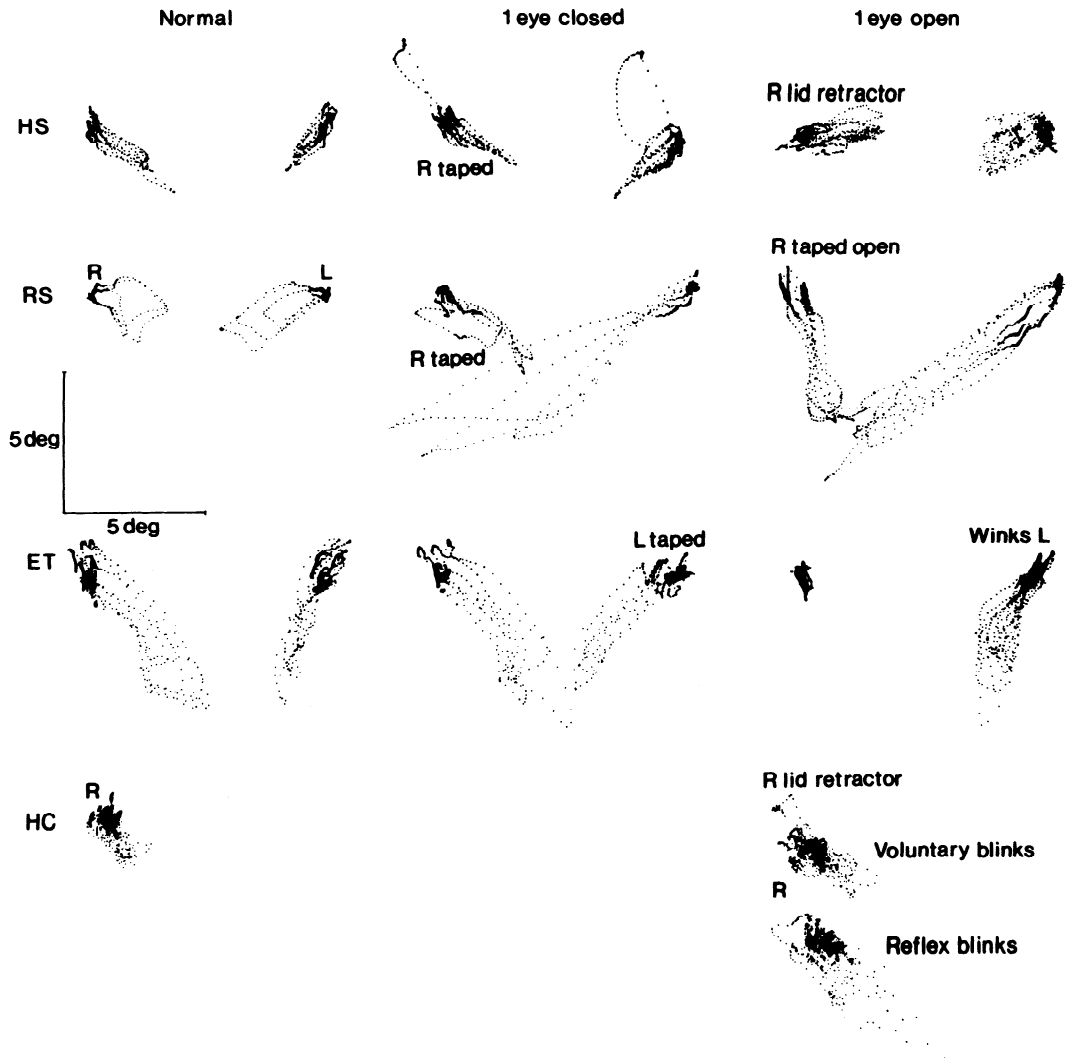 Normal
1 eye closed
1 eye open
HS
R taped
R lid retractor
RS
R
L
R taped
R taped open
5 deg
5 deg
ET
L taped
Winks L
HC
R
R lid retractor
Voluntary blinks
R
Reflex blinks